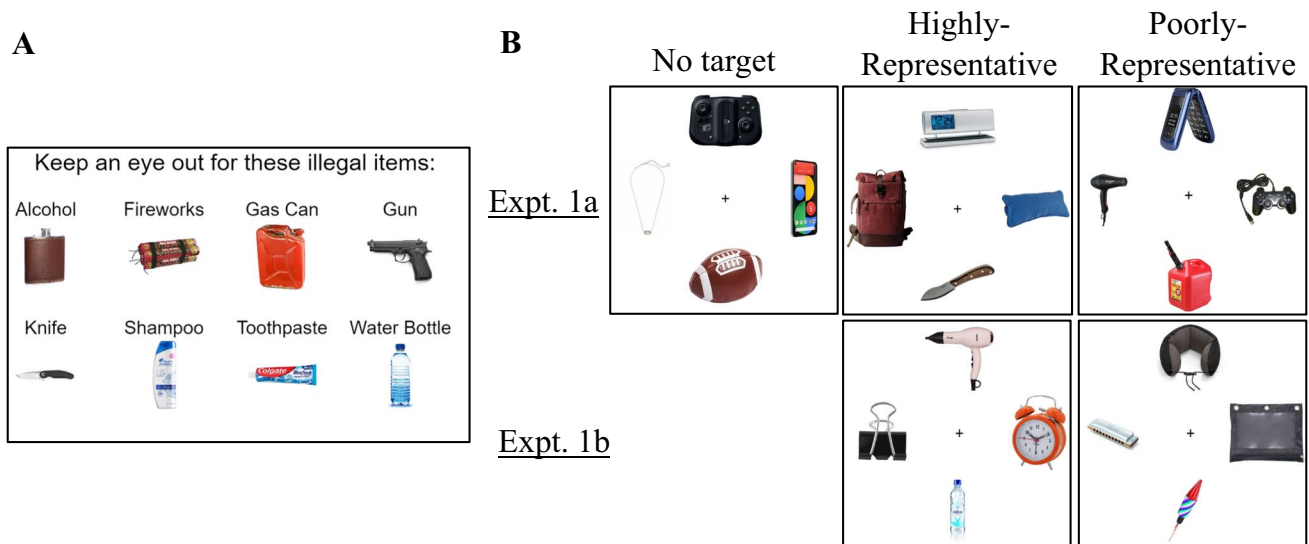 A
Keep an eye out for these illegal items:
Alcohol Fireworks Gas Can Gun
Knife Shampoo Toothpaste Water Bottle
Colgate
B
No target
Highly-
Representative
Poorly-
Representative
Expt. 1a
+
+
+
Expt. 1b
+
+